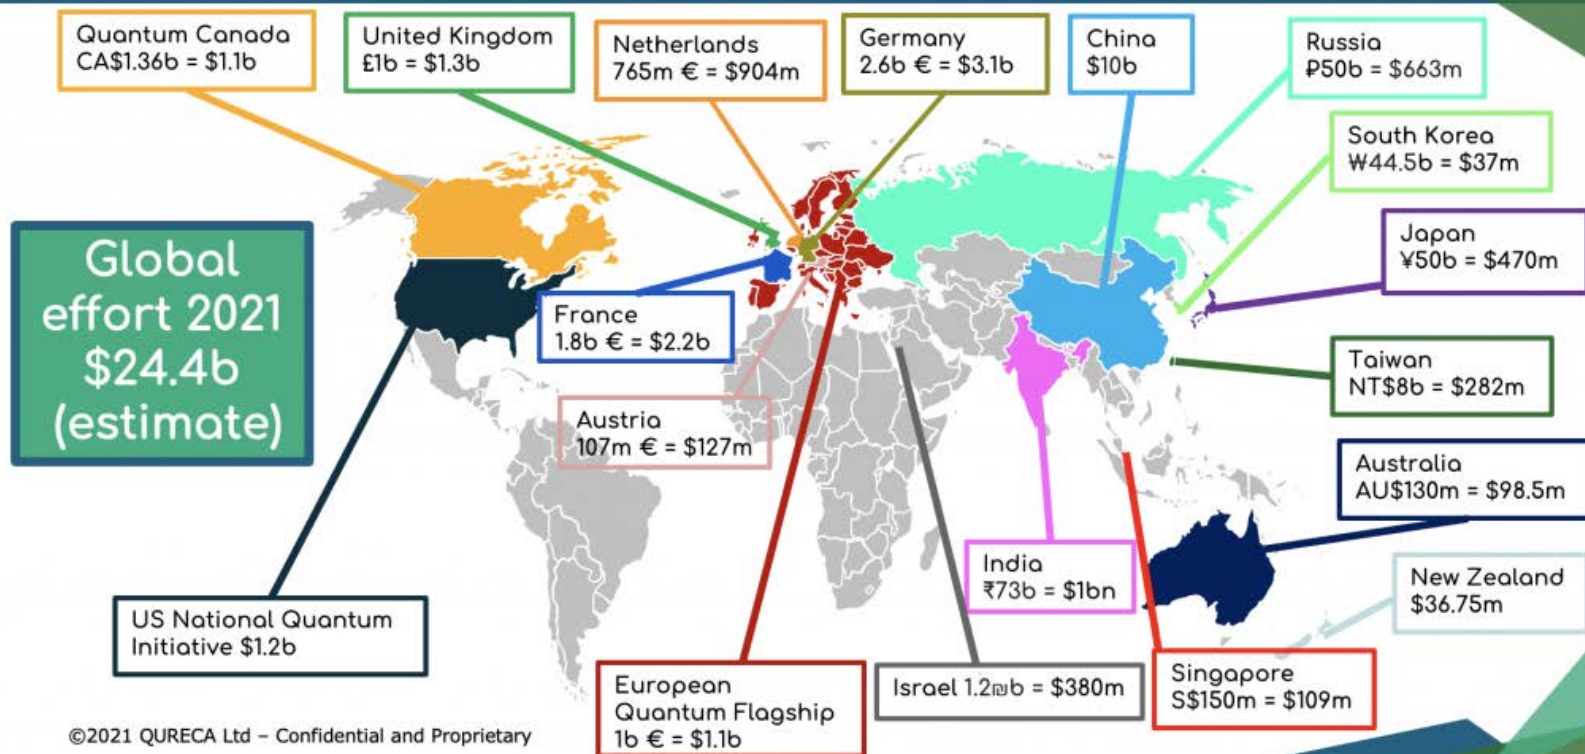 Quantum Canada
CA$1.36b = $1.1b
United Kingdom
£1b = $1.3b
Netherlands
765m € = $904m
Germany
2.6b € = $3.1b
China
$10b
Russia
₽50b = $663m
South Korea
₩44.5b = $37m
Japan
¥50b = $470m
Global
effort 2021
$24.4b
(estimate)
France
1.8b € = $2.2b
Taiwan
NT$8b = $282m
Austria
107m € = $127m
Australia
AU$130m = $98.5m
India
₹73b = $1bn
New Zealand
$36.75m
US National Quantum
Initiative $1.2b
European
Quantum Flagship
1b € = $1.1b
Israel 1.2₪b = $380m
Singapore
S$150m = $109m
©2021 QURECA Ltd – Confidential and Proprietary